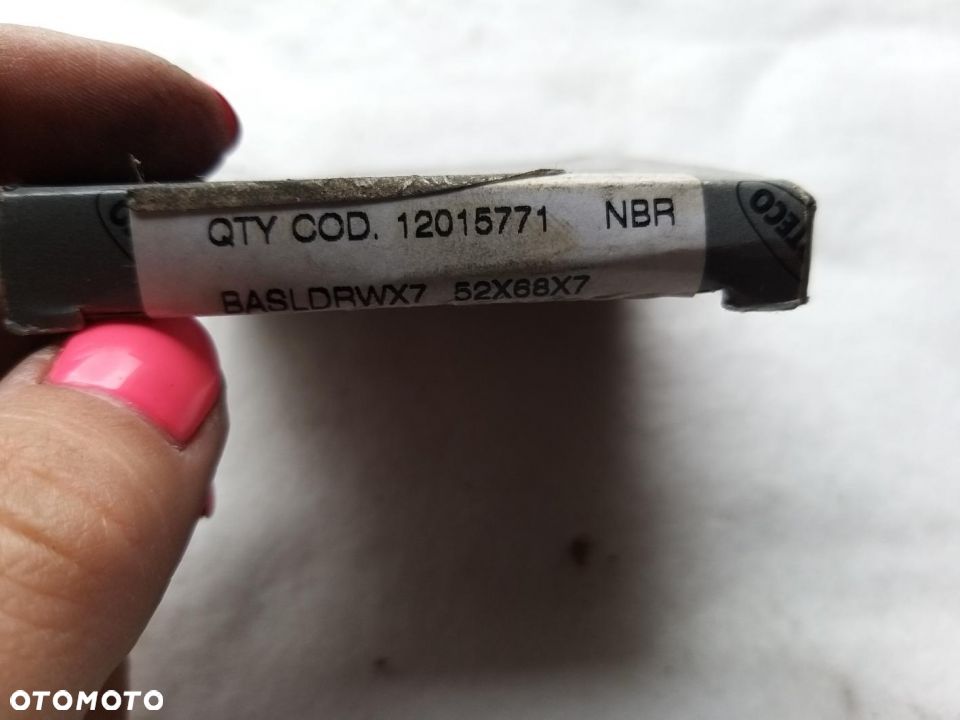 QTY COD. 12015771 NBR
BASLDRWX7 52X68X7
OTOMOTO